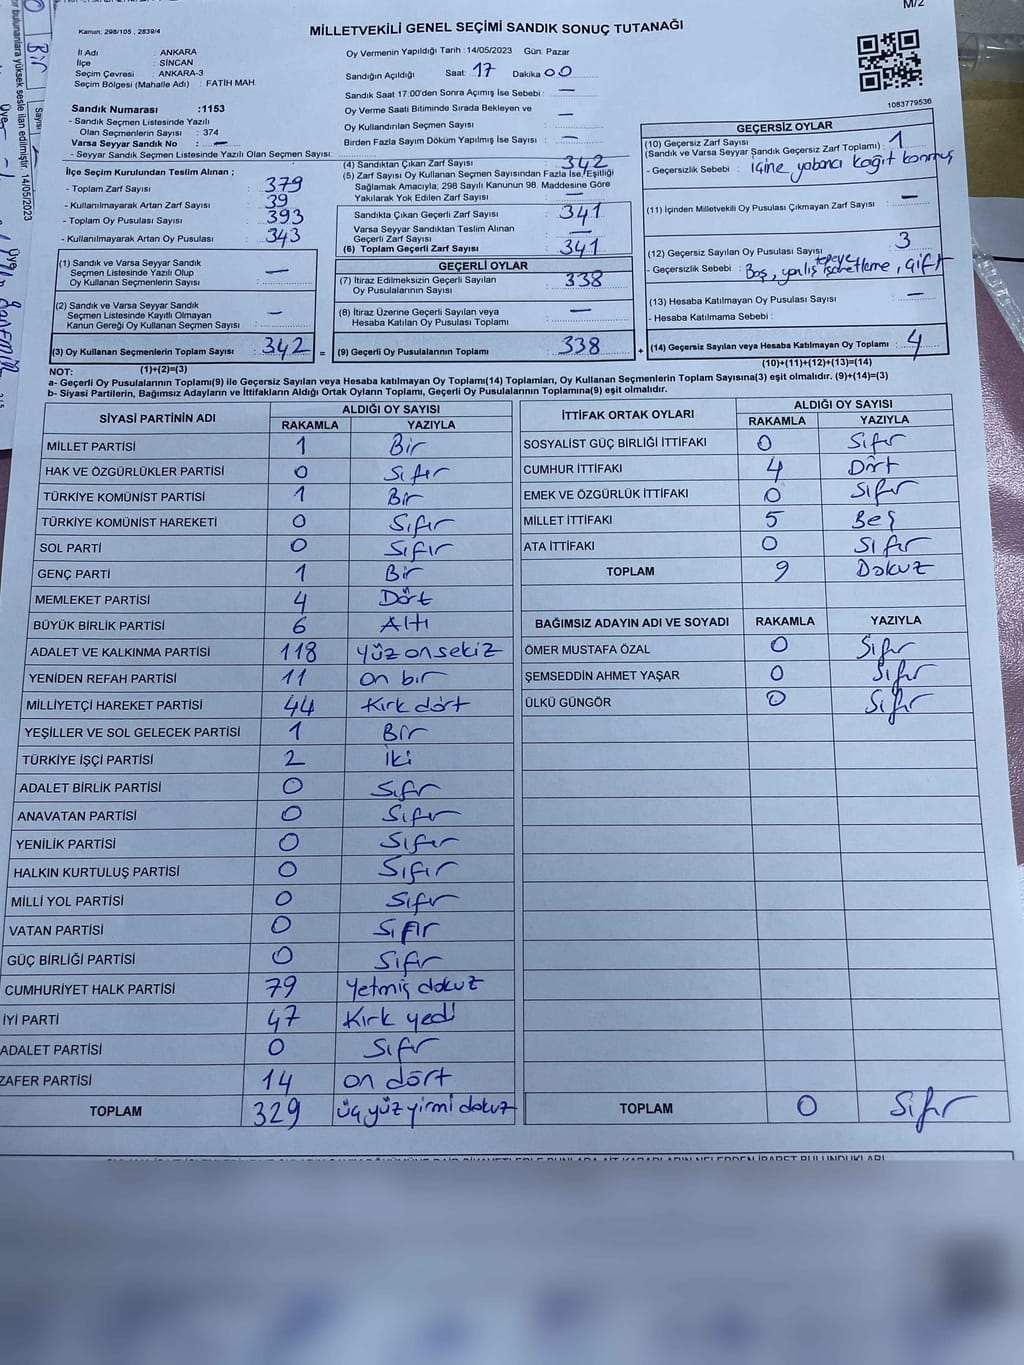 M/2
Kanun: 298/105 , 2839/4
MİLLETVEKİLİ GENEL SEÇİMİ SANDIK SONUÇ TUTANAĞI
İl Adı : ANKARA
İlçe : SİNCAN
Seçim Çevresi : ANKARA-3
Seçim Bölgesi (Mahalle Adı) : FATİH MAH.
Sandık Numarası :1153
- Sandık Seçmen Listesinde Yazılı
Olan Seçmenlerin Sayısı : 374
Varsa Seyyar Sandık No : —
- Seyyar Sandık Seçmen Listesinde Yazılı Olan Seçmen Sayısı:
Oy Vermenin Yapıldığı Tarih : 14/05/2023 Gün: Pazar
Sandığın Açıldığı Saat: 17 Dakika 00
Sandık Saat 17:00'den Sonra Açımış İse Sebebi : —
Oy Verme Saati Bitiminde Sırada Bekleyen ve
Oy Kullandırılan Seçmen Sayısı : —
Birden Fazla Sayım Döküm Yapılmış İse Sayısı : —
1083779536
İlçe Seçim Kurulundan Teslim Alınan ;
- Toplam Zarf Sayısı : 379
- Kullanılmayarak Artan Zarf Sayısı : 39
- Toplam Oy Pusulası Sayısı : 393
- Kullanılmayarak Artan Oy Pusulası : 343
(4) Sandıktan Çıkan Zarf Sayısı : 342
(5) Zarf Sayısı Oy Kullanan Seçmen Sayısından Fazla İse,Eşitliği
Sağlamak Amacıyla, 298 Sayılı Kanunun 98. Maddesine Göre
Yakılarak Yok Edilen Zarf Sayısı : —
Sandıkta Çıkan Geçerli Zarf Sayısı : 341
Varsa Seyyar Sandıktan Teslim Alınan
Geçerli Zarf Sayısı : —
(6) Toplam Geçerli Zarf Sayısı : 341
GEÇERSİZ OYLAR
(10) Geçersiz Zarf Sayısı
(Sandık ve Varsa Seyyar Sandık Geçersiz Zarf Toplamı) : 1
- Geçersizlik Sebebi : içine yabancı kağıt konmuş
(11) İçinden Milletvekili Oy Pusulası Çıkmayan Zarf Sayısı : —
(12) Geçersiz Sayılan Oy Pusulası Sayısı : 3
- Geçersizlik Sebebi : Boş, yanlış tereye işaretleme, çift
(13) Hesaba Katılmayan Oy Pusulası Sayısı : —
- Hesaba Katılmama Sebebi :
(14) Geçersiz Sayılan veya Hesaba Katılmayan Oy Toplamı : 4
(10)+(11)+(12)+(13)=(14)
(1) Sandık ve Varsa Seyyar Sandık
Seçmen Listesinde Yazılı Olup
Oy Kullanan Seçmenlerin Sayısı : —
(2) Sandık ve Varsa Seyyar Sandık
Seçmen Listesinde Kayıtlı Olmayan
Kanun Gereği Oy Kullanan Seçmen Sayısı : —
(3) Oy Kullanan Seçmenlerin Toplam Sayısı : 342 =
(1)+(2)=(3)
GEÇERLİ OYLAR
(7) İtiraz Edilmeksizin Geçerli Sayılan
Oy Pusulalarının Sayısı : 338
(8) İtiraz Üzerine Geçerli Sayılan veya
Hesaba Katılan Oy Pusulası Toplamı : —
(9) Geçerli Oy Pusulalarının Toplamı : 338 +
NOT:
a- Geçerli Oy Pusulalarının Toplamı(9) ile Geçersiz Sayılan veya Hesaba katılmayan Oy Toplamı(14) Toplamları, Oy Kullanan Seçmenlerin Toplam Sayısına(3) eşit olmalıdır. (9)+(14)=(3)
b- Siyasi Partilerin, Bağımsız Adayların ve İttifakların Aldığı Ortak Oyların Toplamı, Geçerli Oy Pusulalarının Toplamına(9) eşit olmalıdır.
SİYASİ PARTİNİN ADI ALDIĞI OY SAYISI
RAKAMLA YAZIYLA
MİLLET PARTİSİ 1 Bir
HAK VE ÖZGÜRLÜKLER PARTİSİ 0 Sıfır
TÜRKİYE KOMÜNİST PARTİSİ 1 Bir
TÜRKİYE KOMÜNİST HAREKETİ 0 Sıfır
SOL PARTİ 0 Sıfır
GENÇ PARTİ 1 Bir
MEMLEKET PARTİSİ 4 Dört
BÜYÜK BİRLİK PARTİSİ 6 Altı
ADALET VE KALKINMA PARTİSİ 118 yüz onsekiz
YENİDEN REFAH PARTİSİ 11 on bir
MİLLİYETÇİ HAREKET PARTİSİ 44 Kırk dört
YEŞİLLER VE SOL GELECEK PARTİSİ 1 Bir
TÜRKİYE İŞÇİ PARTİSİ 2 iki
ADALET BİRLİK PARTİSİ 0 Sıfır
ANAVATAN PARTİSİ 0 Sıfır
YENİLİK PARTİSİ 0 Sıfır
HALKIN KURTULUŞ PARTİSİ 0 Sıfır
MİLLİ YOL PARTİSİ 0 Sıfır
VATAN PARTİSİ 0 Sıfır
GÜÇ BİRLİĞİ PARTİSİ 0 Sıfır
CUMHURİYET HALK PARTİSİ 79 Yetmiş dokuz
İYİ PARTİ 47 Kırk yedi
ADALET PARTİSİ 0 Sıfır
ZAFER PARTİSİ 14 on dört
TOPLAM 329 üçyüzyirmi dokuz
İTTİFAK ORTAK OYLARI ALDIĞI OY SAYISI
RAKAMLA YAZIYLA
SOSYALİST GÜÇ BİRLİĞİ İTTİFAKI 0 Sıfır
CUMHUR İTTİFAKI 4 Dört
EMEK VE ÖZGÜRLÜK İTTİFAKI 0 Sıfır
MİLLET İTTİFAKI 5 Beş
ATA İTTİFAKI 0 Sıfır
TOPLAM 9 Dokuz
BAĞIMSIZ ADAYIN ADI VE SOYADI RAKAMLA YAZIYLA
ÖMER MUSTAFA ÖZAL 0 Sıfır
ŞEMSEDDİN AHMET YAŞAR 0 Sıfır
ÜLKÜ GÜNGÖR 0 Sıfır
TOPLAM 0 Sıfır